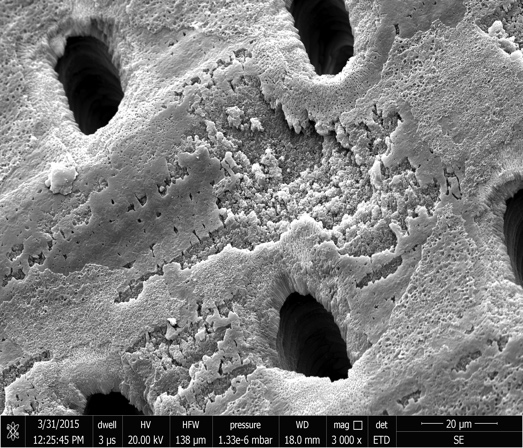 3/31/2015 dwell HV HFW pressure WD mag □ det 20 µm
12:25:45 PM 3 µs 20.00 kV 138 µm 1.33e-6 mbar 18.0 mm 3 000 x ETD SE